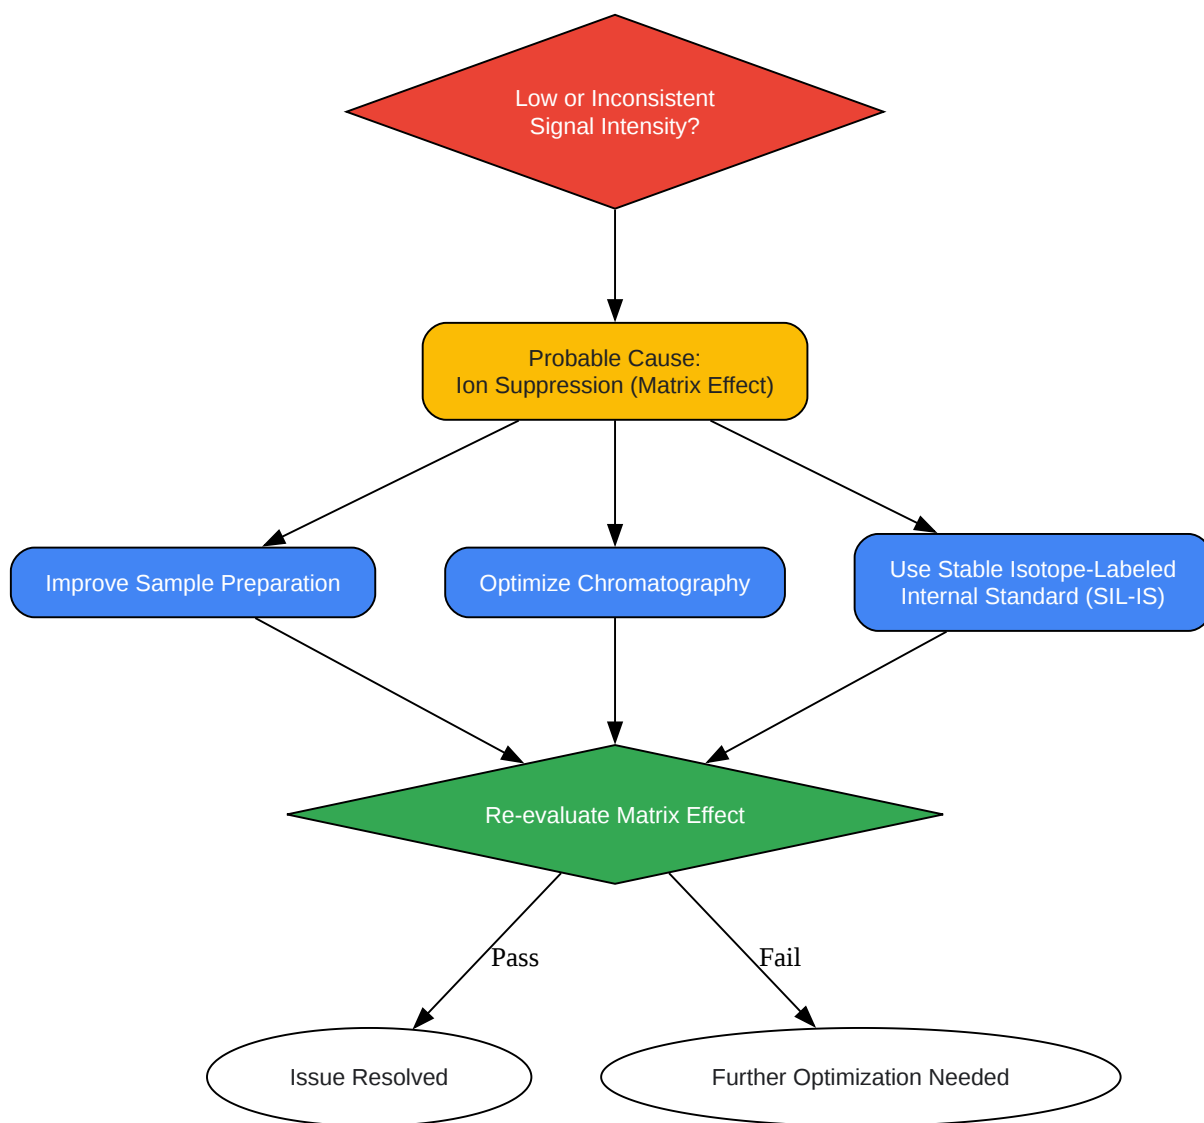 Low or Inconsistent
Signal Intensity?
Probable Cause:
Ion Suppression (Matrix Effect)
Improve Sample Preparation
Optimize Chromatography
Use Stable Isotope-Labeled
Internal Standard (SIL-IS)
Re-evaluate Matrix Effect
Pass
Fail
Issue Resolved
Further Optimization Needed